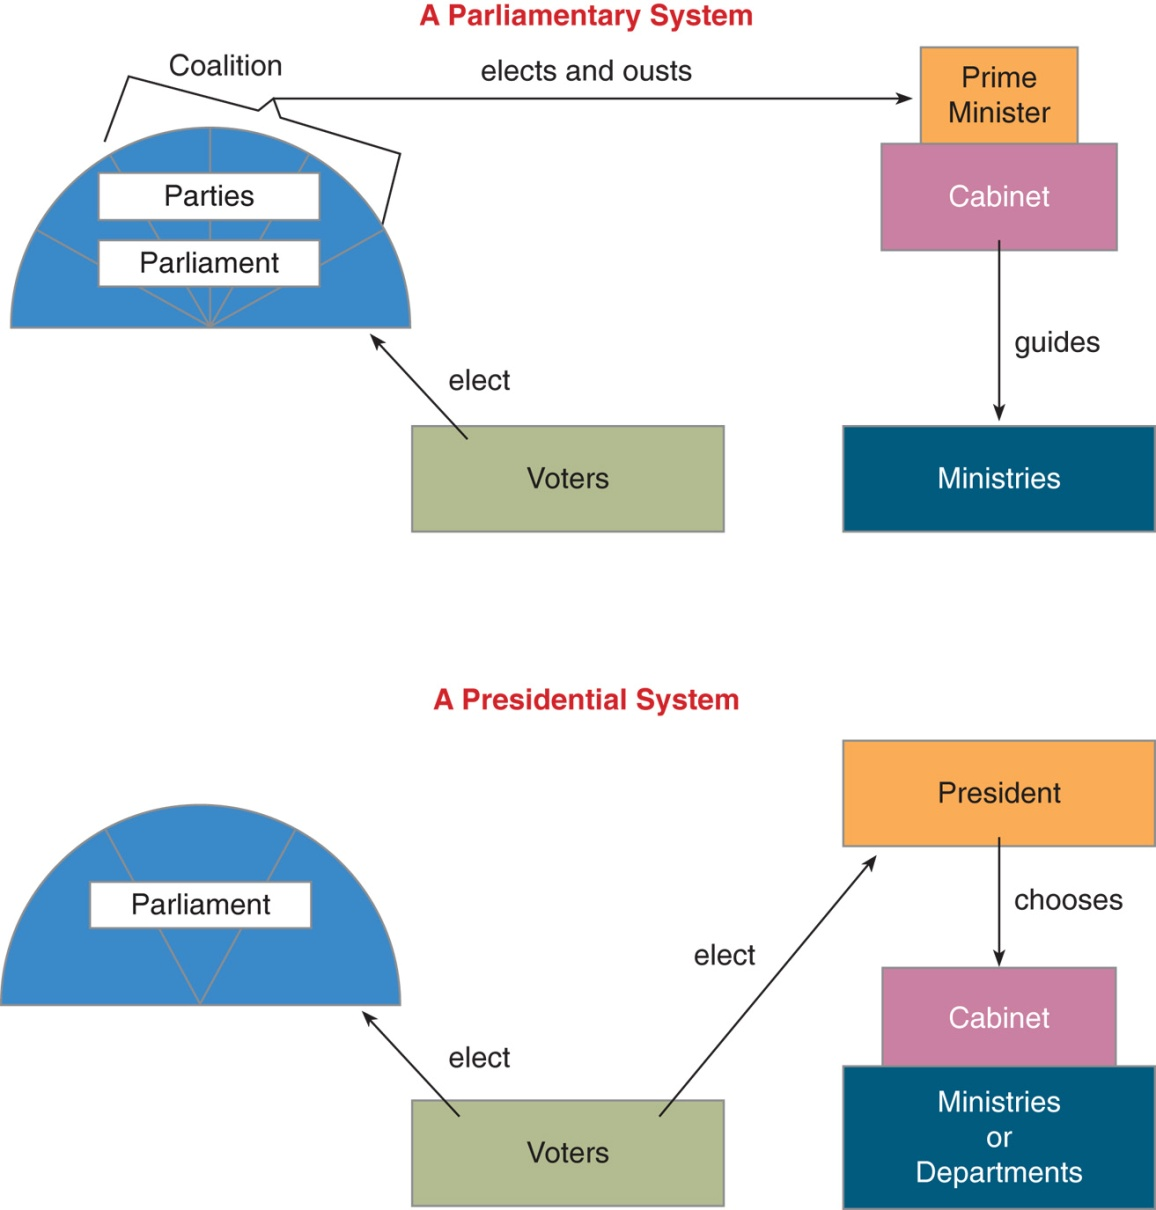 A Parliamentary System
Coalition
elects and ousts
Prime
Minister
Cabinet
Parties
Parliament
guides
elect
Voters
Ministries
A Presidential System
President
chooses
Parliament
elect
Cabinet
elect
Voters
Ministries
or
Departments